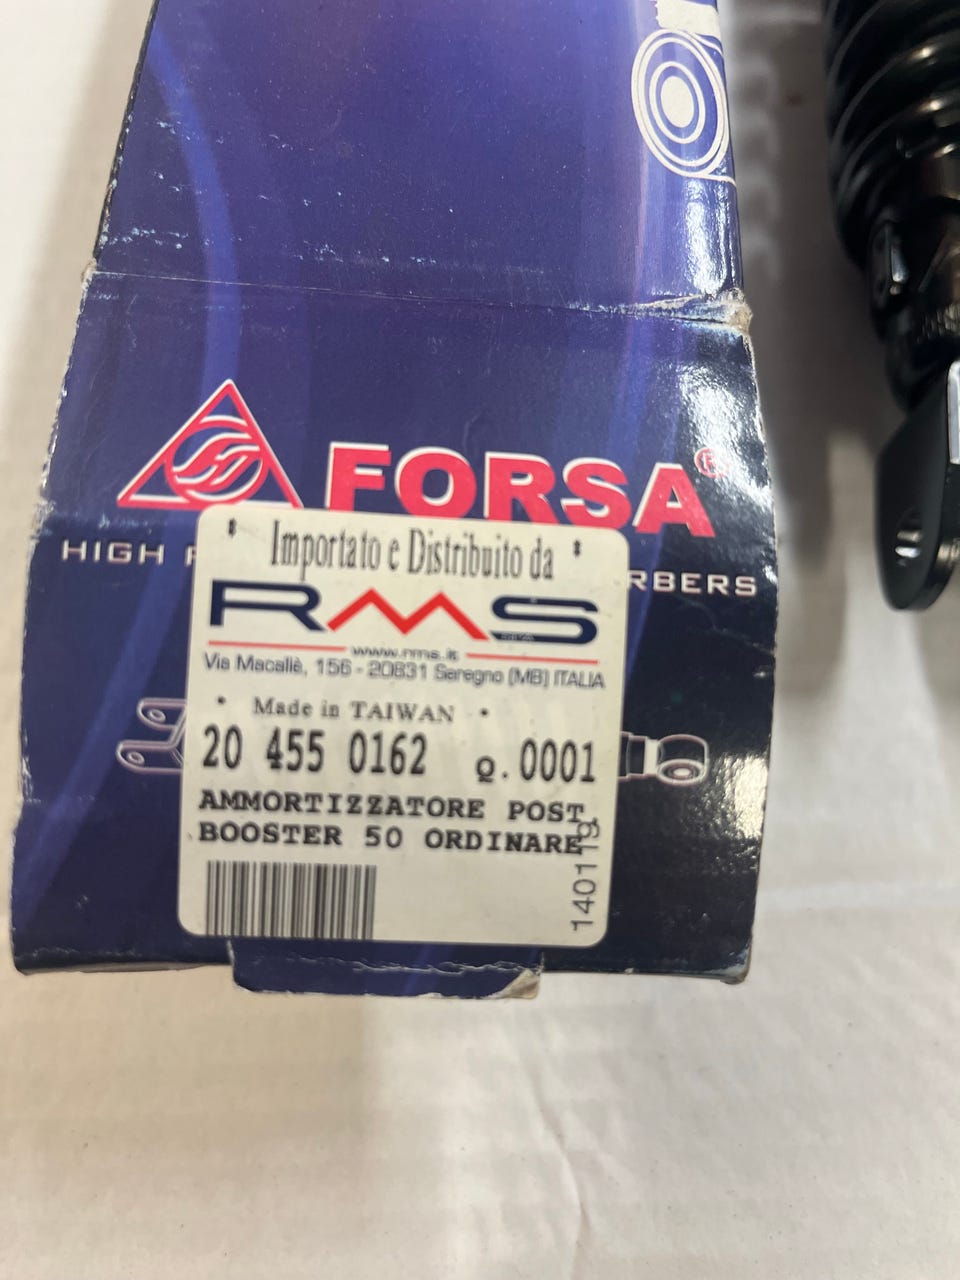 FORSA®
HIGH
RBERS
Importato e Distribuito da
RMS
www.rms.it
Via Macallè, 156 - 20831 Seregno (MB) ITALIA
* Made in TAIWAN *
20 455 0162 Q.0001
AMMORTIZZATORE POST.
BOOSTER 50 ORDINARE
140119